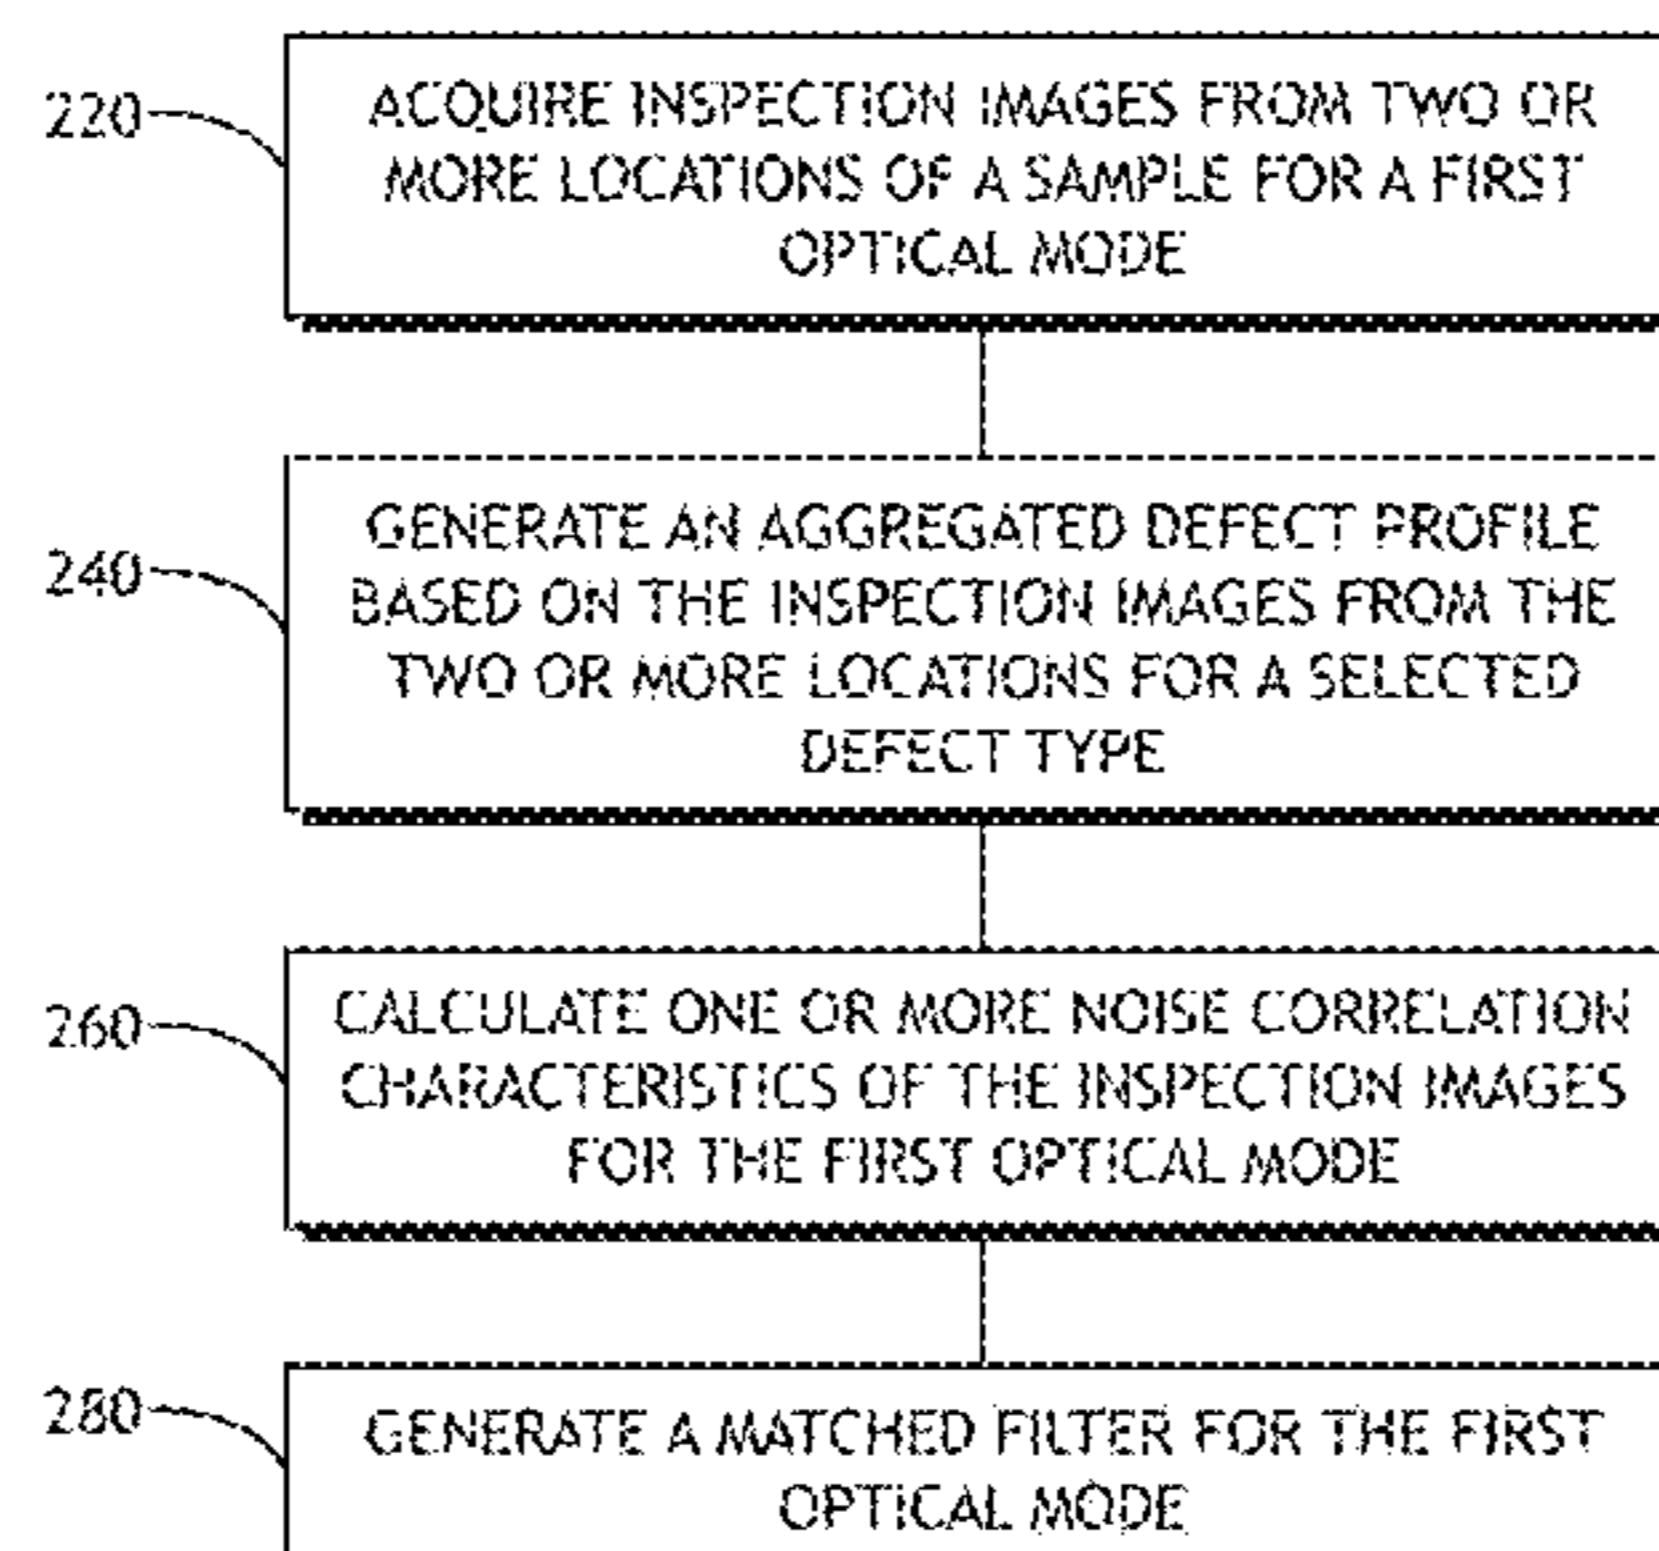 220
ACQUIRE INSPECTION IMAGES FROM TWO OR
MORE LOCATIONS OF A SAMPLE FOR A FIRST
OPTICAL MODE
240
GENERATE AN AGGREGATED DEFECT PROFILE
BASED ON THE INSPECTION IMAGES FROM THE
TWO OR MORE LOCATIONS FOR A SELECTED
DEFECT TYPE
260
CALCULATE ONE OR MORE NOISE CORRELATION
CHARACTERISTICS OF THE INSPECTION IMAGES
FOR THE FIRST OPTICAL MODE
280
GENERATE A MATCHED FILTER FOR THE FIRST
OPTICAL MODE